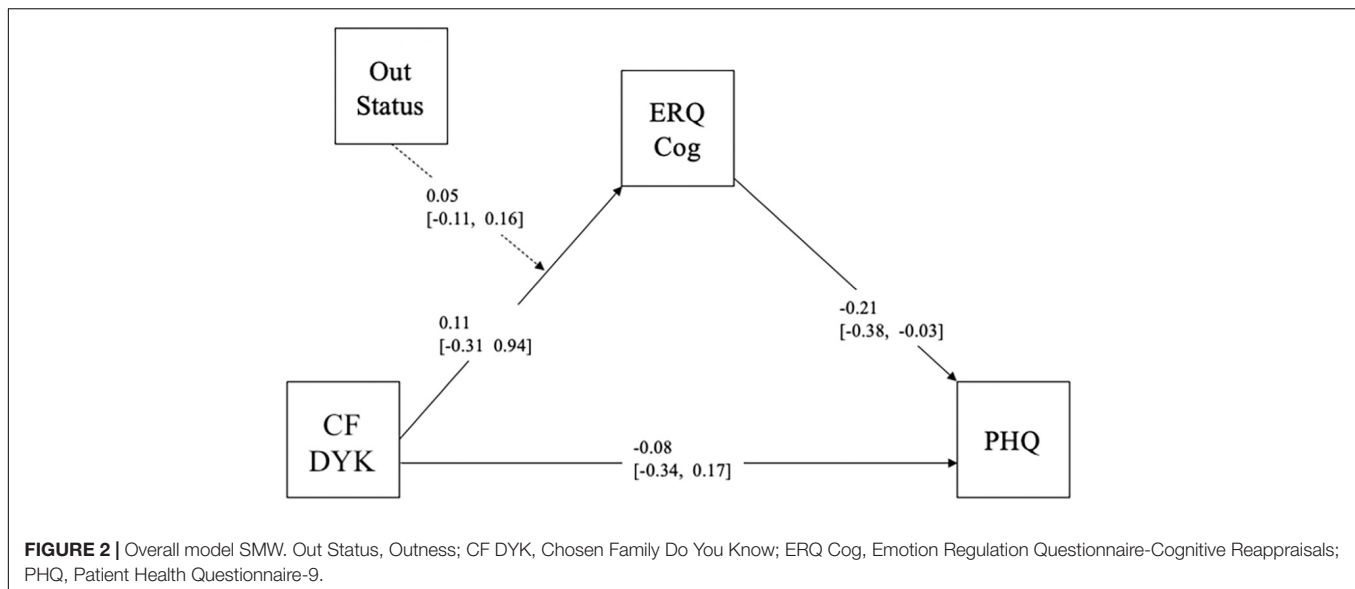 Out
Status
ERQ
Cog
0.05
[-0.11, 0.16]
0.11
[-0.31 0.94]
-0.21
[-0.38, -0.03]
CF
DYK
-0.08
[-0.34, 0.17]
PHQ
FIGURE 2 | Overall model SMW. Out Status, Outness; CF DYK, Chosen Family Do You Know; ERQ Cog, Emotion Regulation Questionnaire-Cognitive Reappraisals;
PHQ, Patient Health Questionnaire-9.